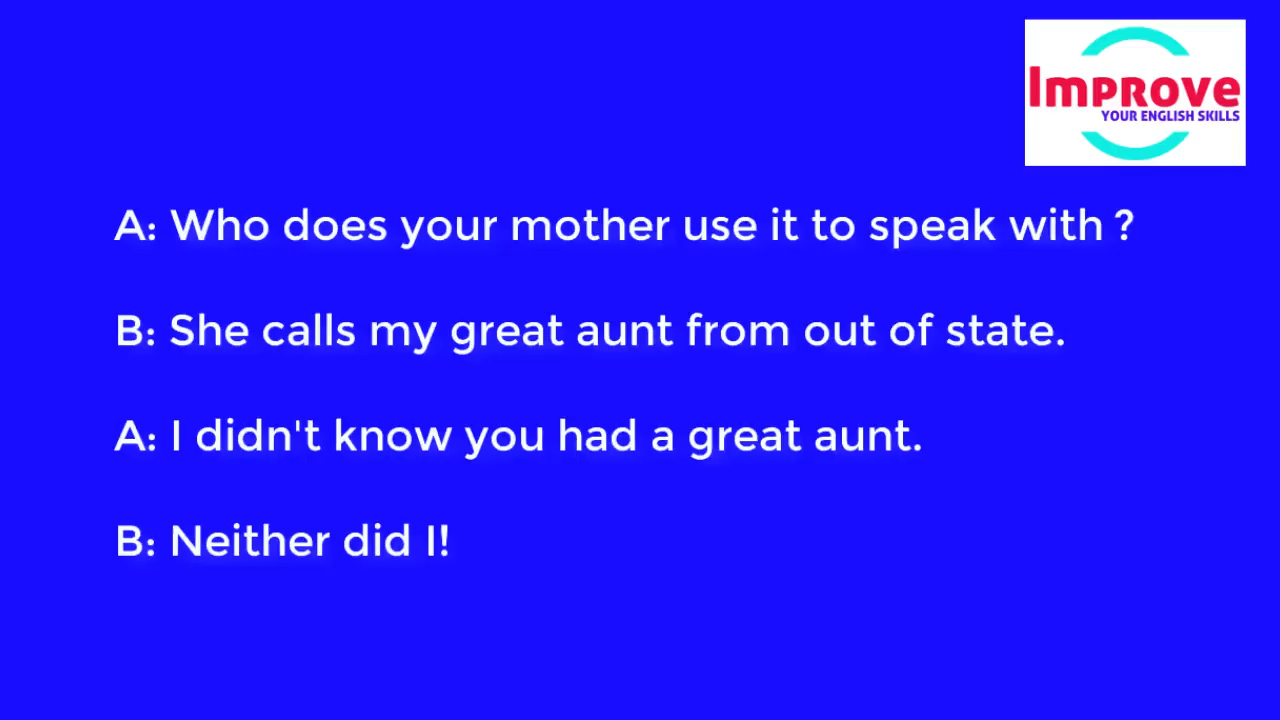 Improve
YOUR ENGLISH SKILLS
A: Who does your mother use it to speak with ?
B: She calls my great aunt from out of state.
A: I didn't know you had a great aunt.
B: Neither did I!